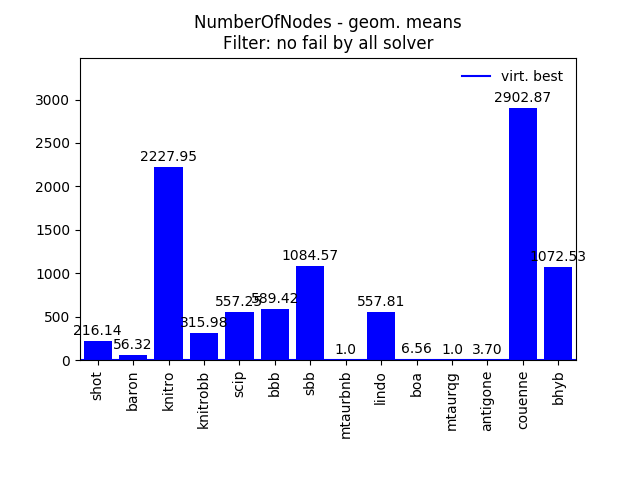 NumberOfNodes - geom. means
Filter: no fail by all solver
virt. best
3000
2500
2000
1500
1000
500
0
216.14
56.32
2227.95
315.98
557.25
589.42
1084.57
1.0
557.81
6.56
1.0
3.70
2902.87
1072.53
shot
baron
knitro
knitrobb
scip
bbb
sbb
mtaurbnb
lindo
boa
mtaurqg
antigone
couenne
bhyb